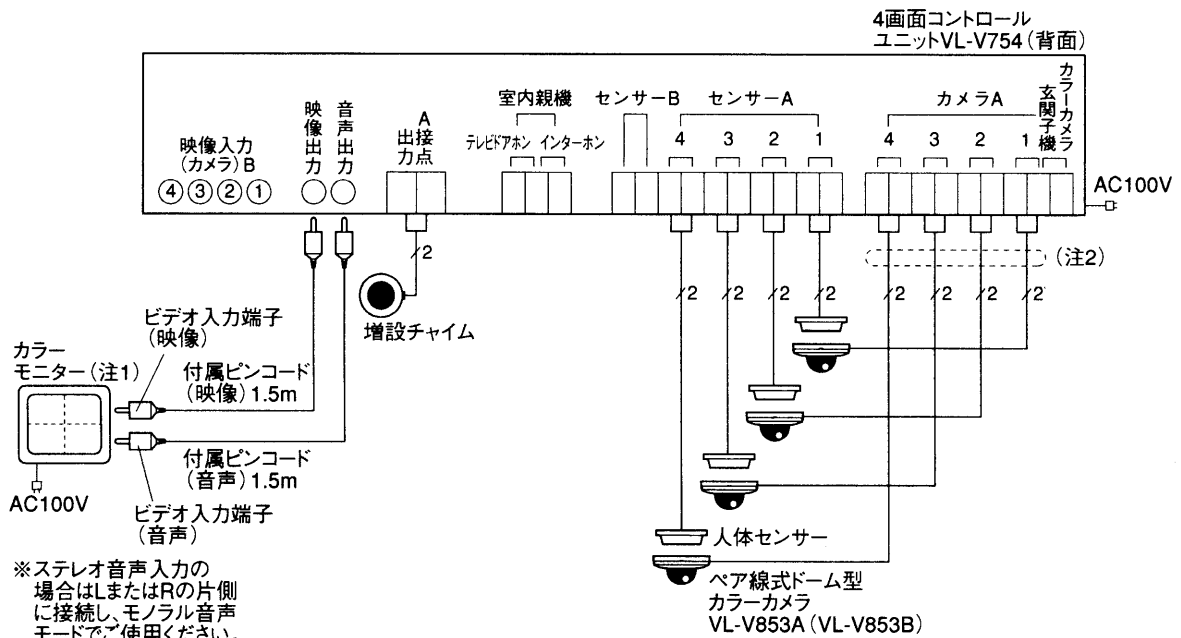 4画面コントロール
ユニットVL-V754(背面)
映像入力
(カメラ)B
④③②①
映像出力
音声出力
A接点
出力
室内親機
テレビドアホン
インターホン
センサーB
センサーA
4 3 2 1
カメラA
4 3 2 1
玄関子機
カラーカメラ
AC100V
(注2)
2
2 2 2 2
2 2 2 2
増設チャイム
ビデオ入力端子
(映像)
カラー
モニター(注1)
付属ピンコード
(映像)1.5m
付属ピンコード
(音声)1.5m
AC100V
ビデオ入力端子
(音声)
人体センサー
ペア線式ドーム型
カラーカメラ
VL-V853A(VL-V853B)
※ステレオ音声入力の
場合はLまたはRの片側
に接続し、モノラル音声
モードでご使用ください。